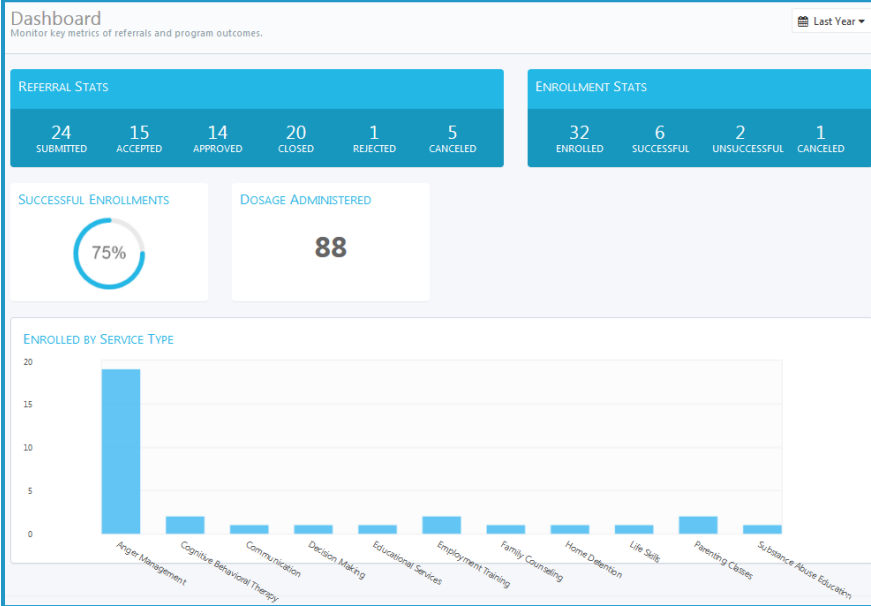 Dashboard
Monitor key metrics of referrals and program outcomes.
Last Year
REFERRAL STATS
24 15 14 20 1 5
SUBMITTED ACCEPTED APPROVED CLOSED REJECTED CANCELED
ENROLLMENT STATS
32 6 2 1
ENROLLED SUCCESSFUL UNSUCCESSFUL CANCELED
SUCCESSFUL ENROLLMENTS
75%
DOSAGE ADMINISTERED
88
ENROLLED BY SERVICE TYPE
20
15
10
5
0
Anger Management
Cognitive Behavioral Therapy
Communication
Decision Making
Educational Services
Employment Training
Family Counseling
Home Detention
Life Skills
Parenting Classes
Substance Abuse Education